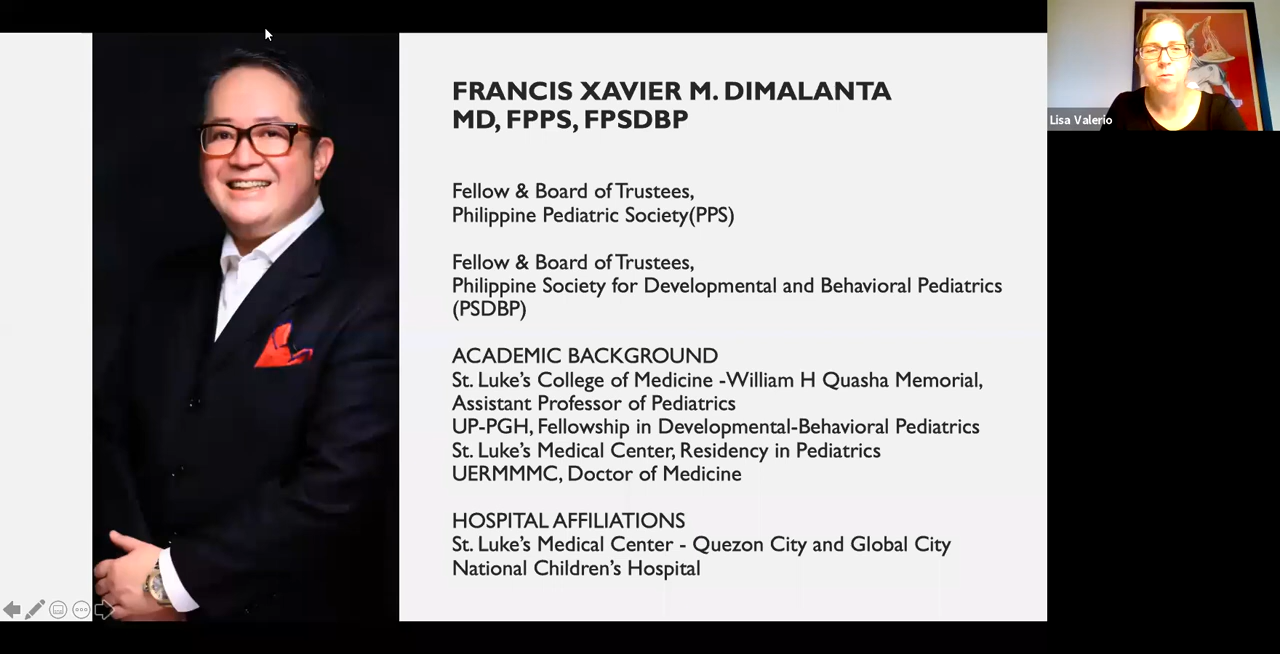 FRANCIS XAVIER M. DIMALANTA
MD, FPPS, FPSDBP
Fellow & Board of Trustees,
Philippine Pediatric Society(PPS)
Fellow & Board of Trustees,
Philippine Society for Developmental and Behavioral Pediatrics
(PSDBP)
ACADEMIC BACKGROUND
St. Luke's College of Medicine -William H Quasha Memorial,
Assistant Professor of Pediatrics
UP-PGH, Fellowship in Developmental-Behavioral Pediatrics
St. Luke's Medical Center, Residency in Pediatrics
UERMMMC, Doctor of Medicine
HOSPITAL AFFILIATIONS
St. Luke's Medical Center - Quezon City and Global City
National Children's Hospital
Lisa Valerio